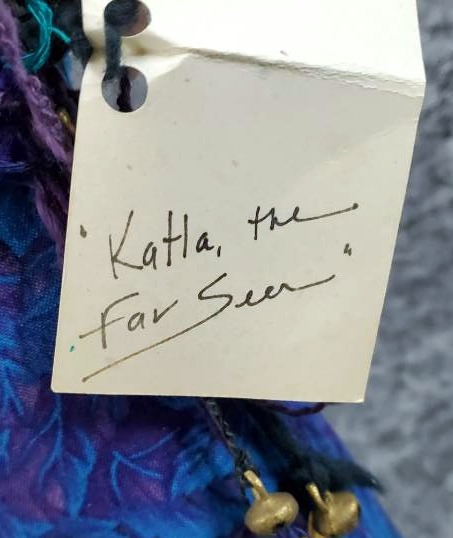 "Katla, the
Far Seer"